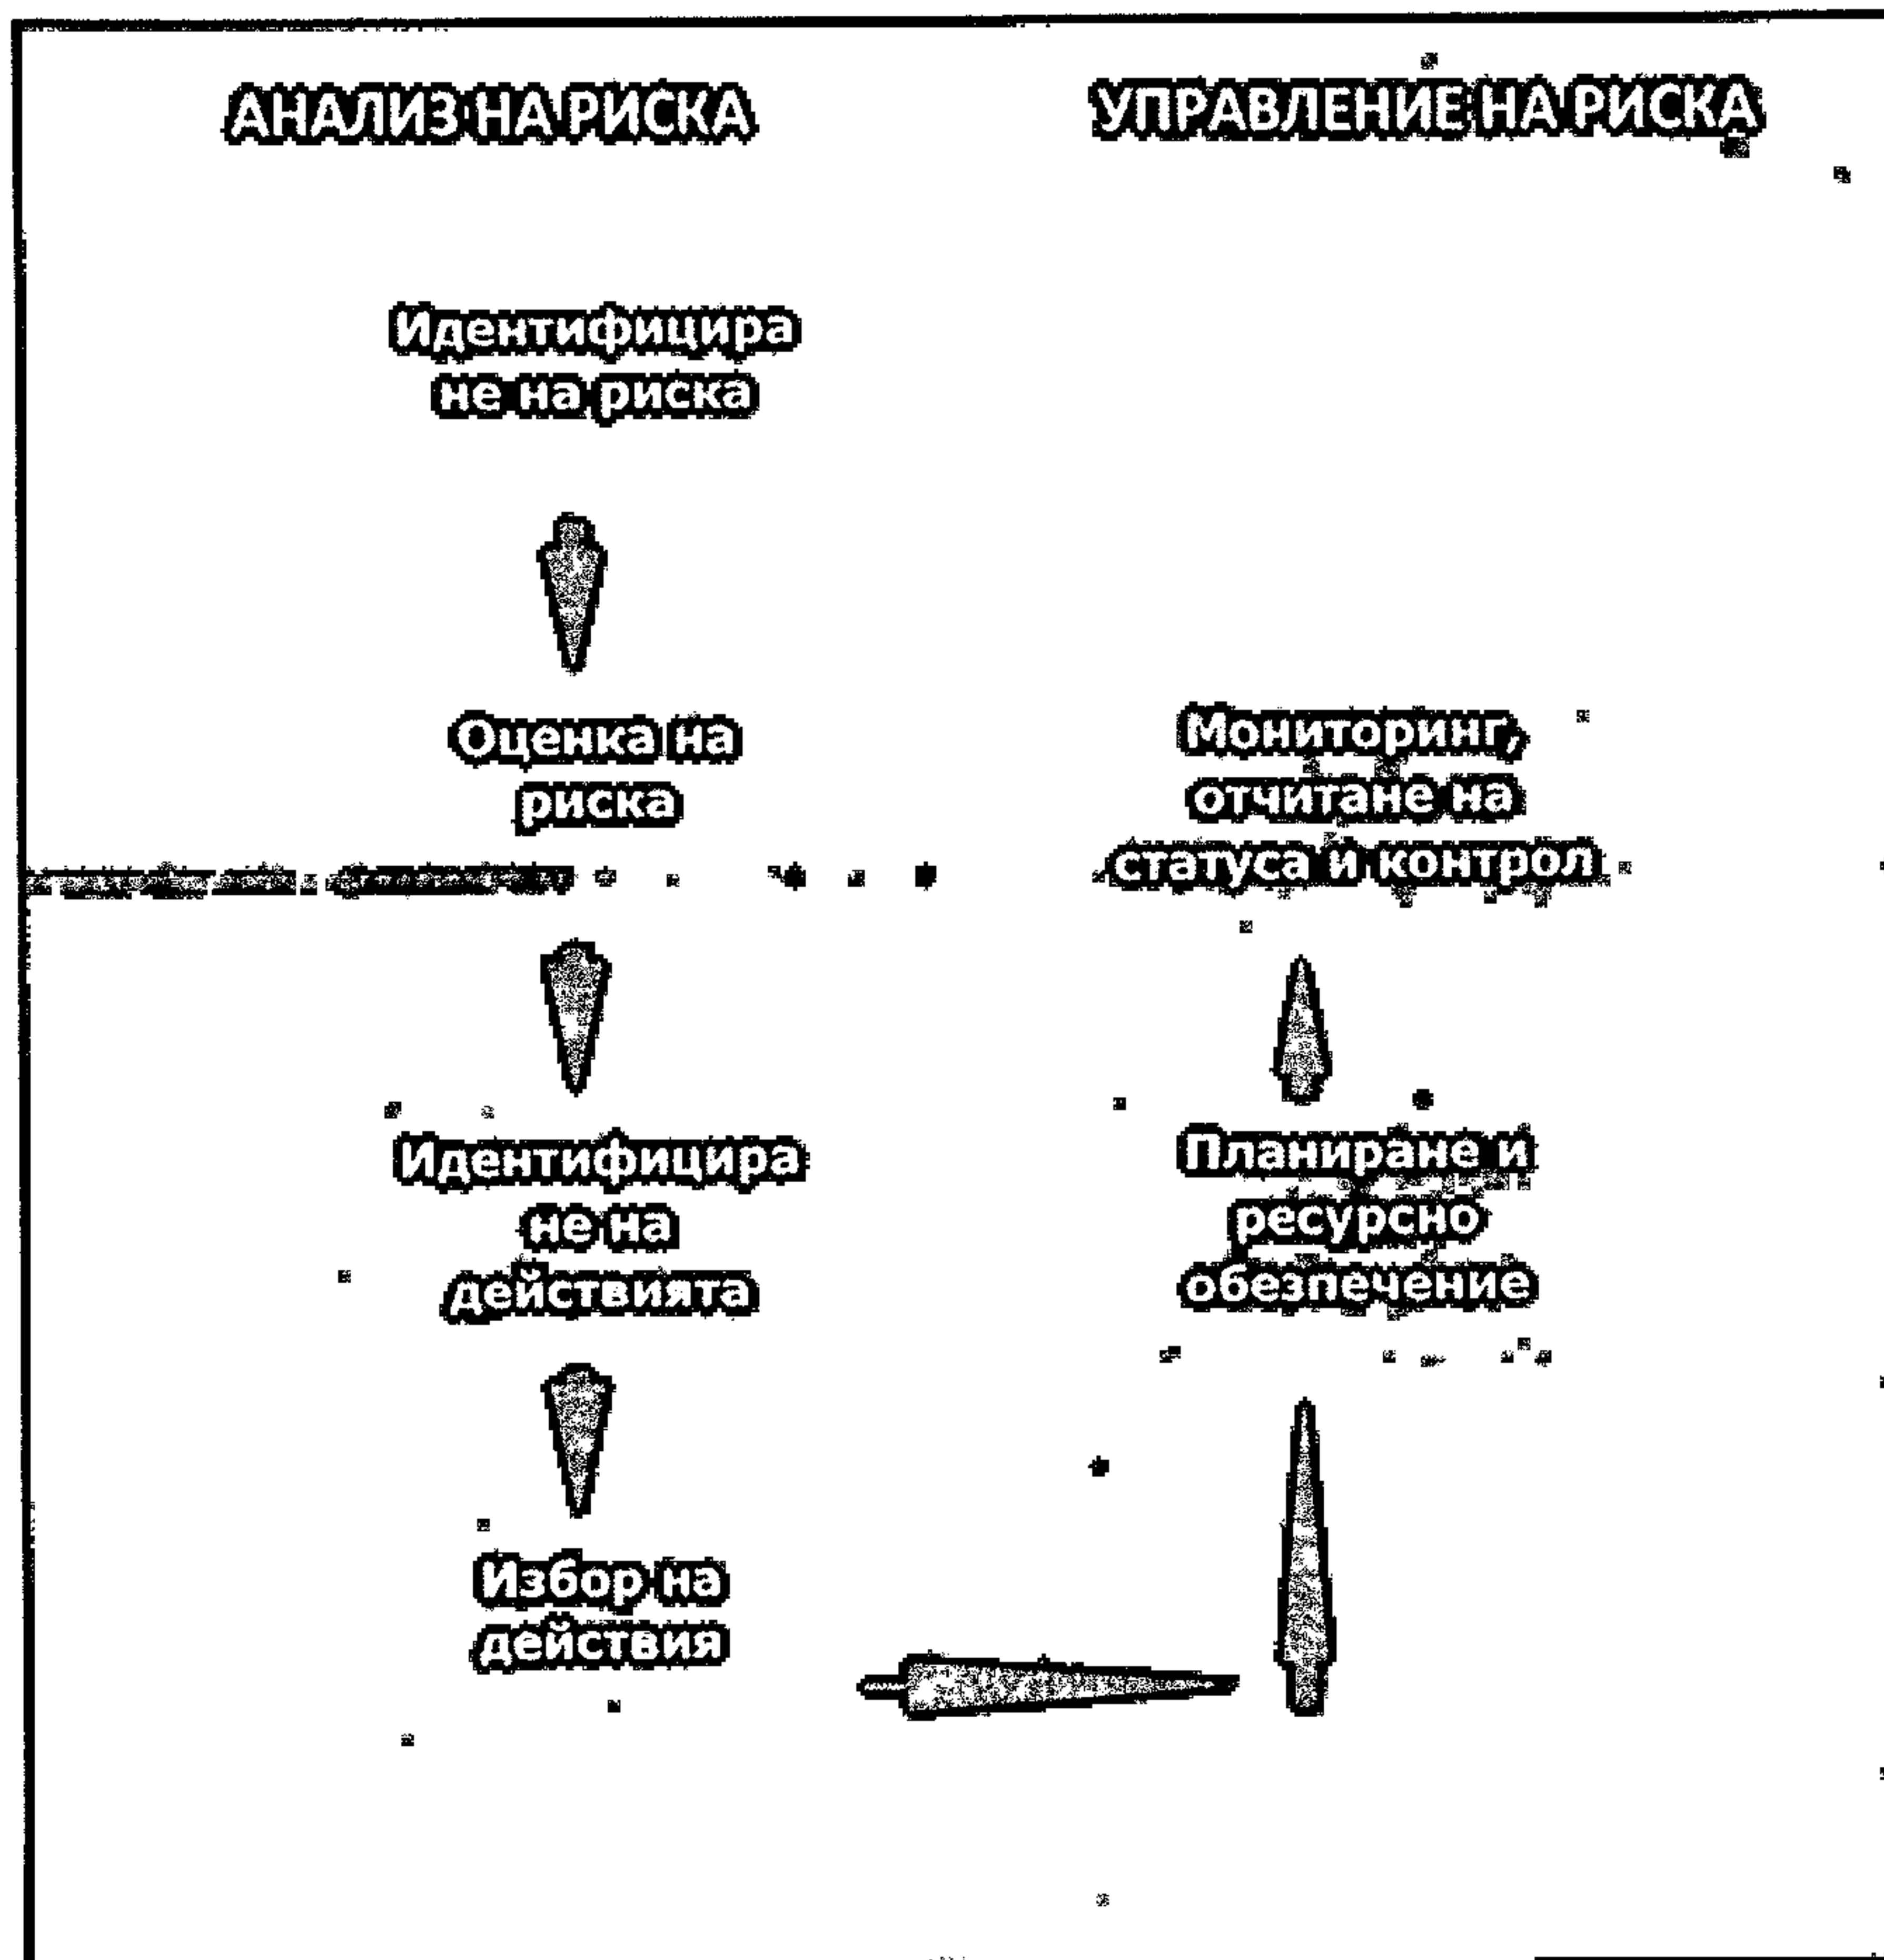 АНАЛИЗ НА РИСКА
УПРАВЛЕНИЕ НА РИСКА
Идентифицира
не на риска
Оценка на
риска
Идентифицира
не на
действията
Избор на
действия
Мониторинг,
отчитане на
статуса и контрол
Планиране и
ресурсно
обезпечение